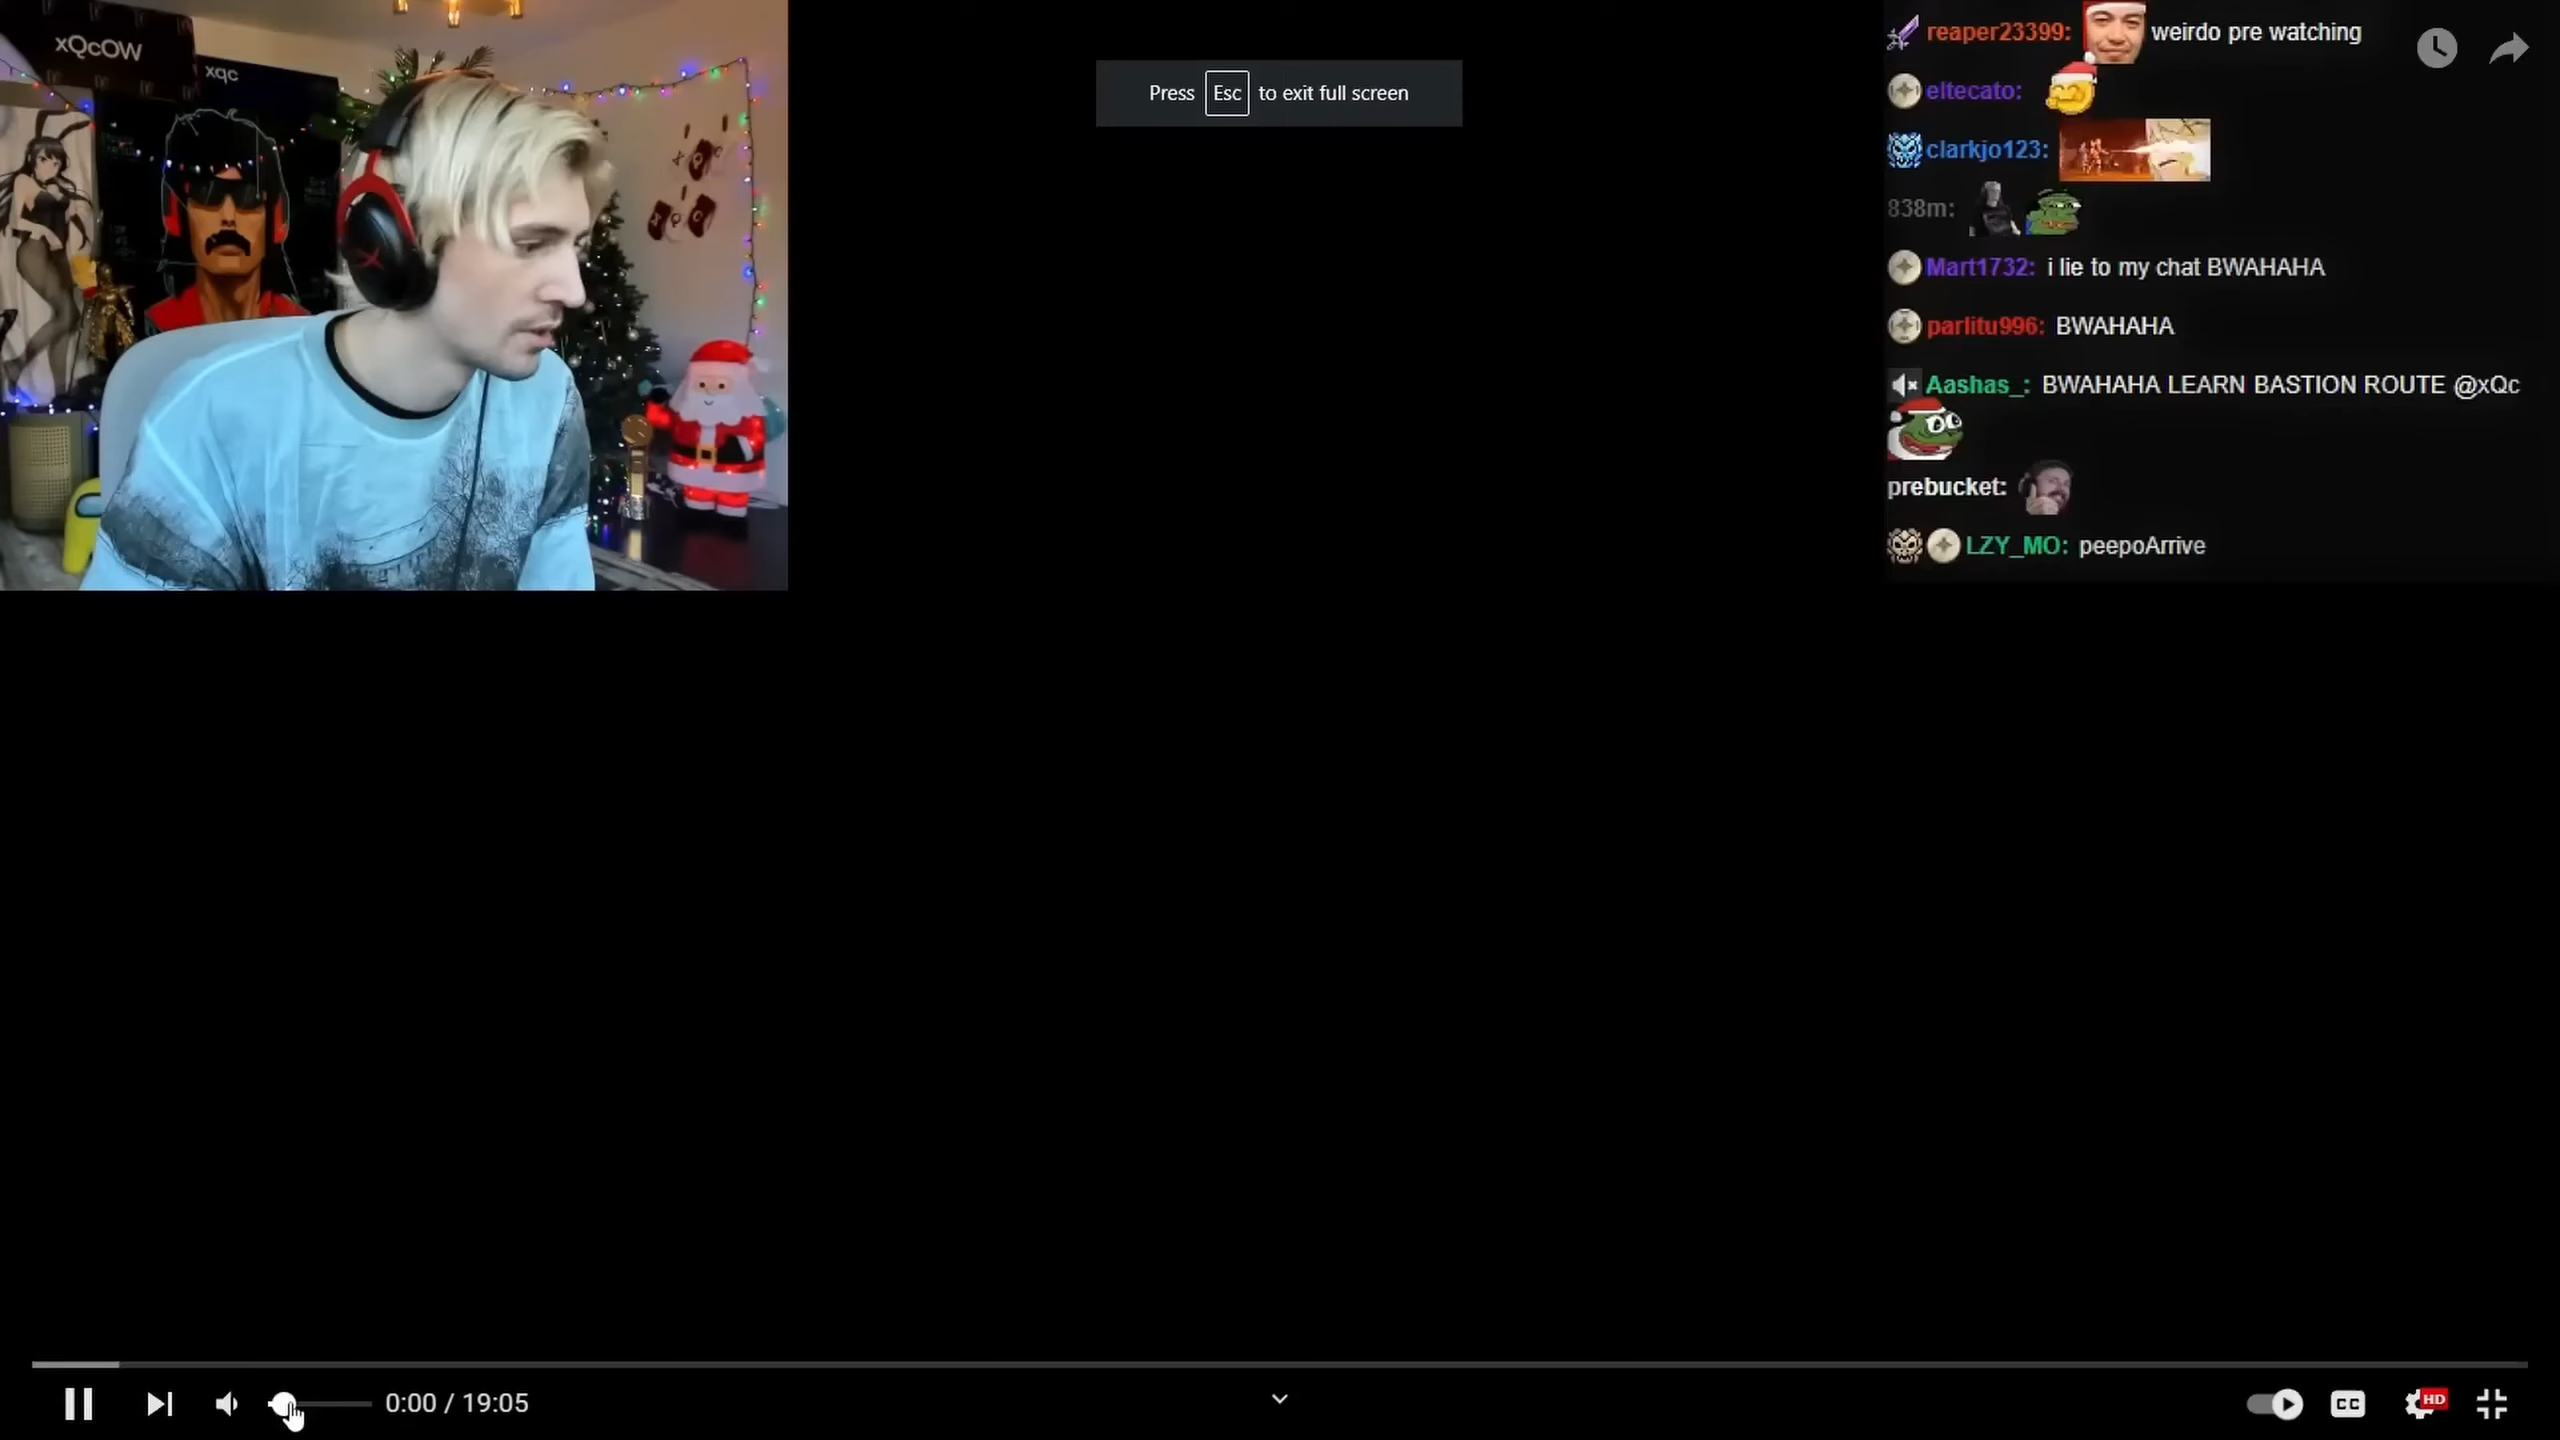 xQcOW
xqc
Press Esc to exit full screen
reaper23399: weirdo pre watching
eltecato:
clarkjo123:
838m:
Mart1732: i lie to my chat BWAHAHA
parlitu996: BWAHAHA
Aashas_: BWAHAHA LEARN BASTION ROUTE @xQc
prebucket:
LZY_MO: peepoArrive
X Q C
0:00 / 19:05
CC
HD